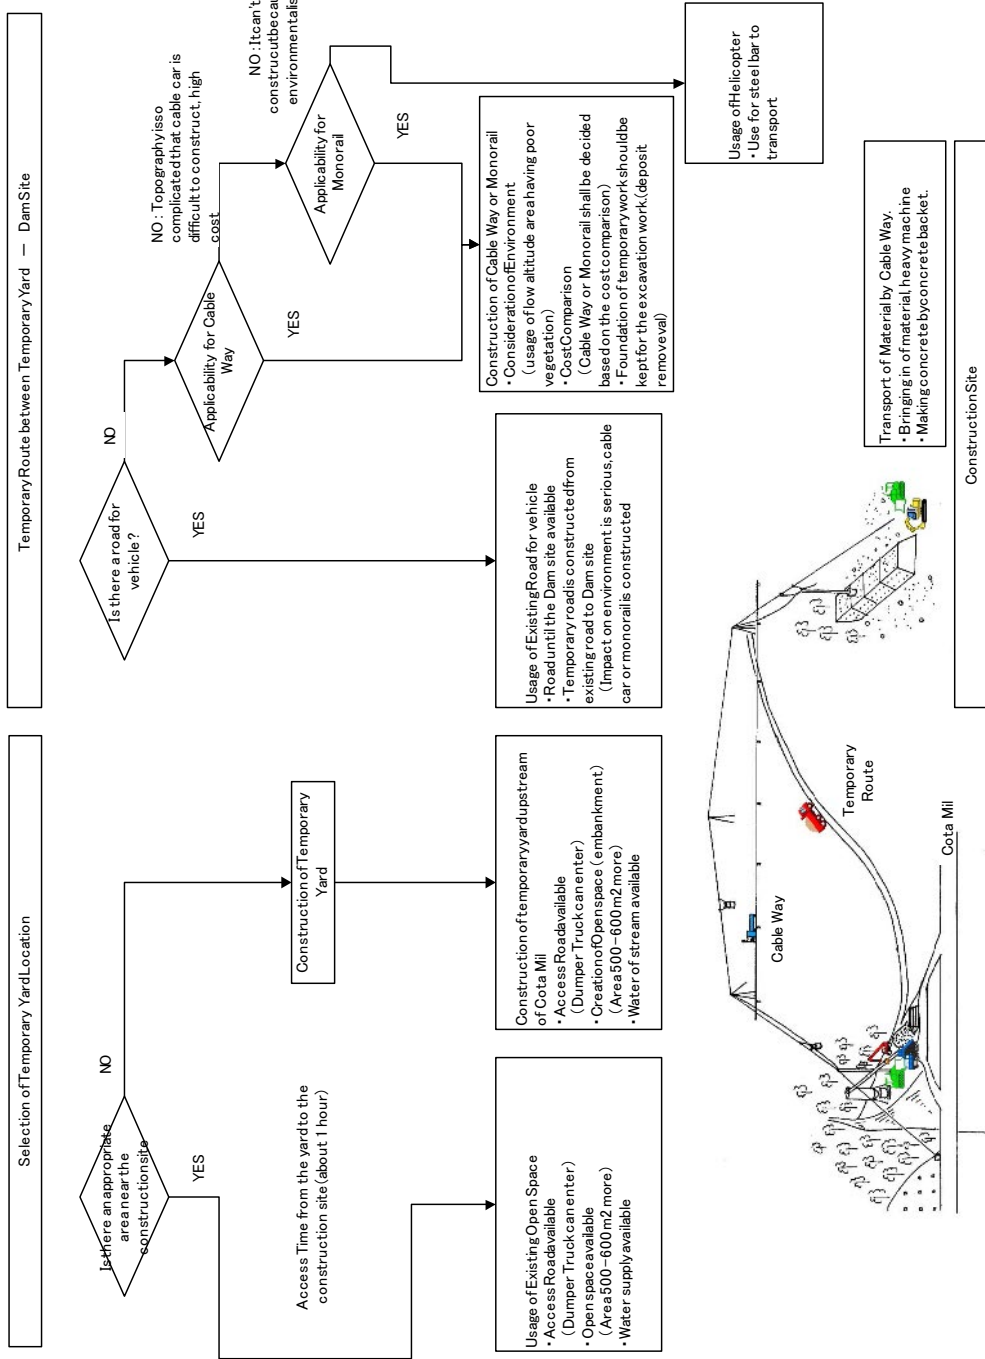 Selection of Temporary Yard Location
Is there an appropriate
area near the
construction site
NO
YES
Access Time from the yard to the
construction site (about 1 hour)
Construction of Temporary
Yard
Usage of Existing Open Space
・Access Road available
(Dumper Truck can enter)
・Open space available
(Area 500-600 m2 more)
・Water supply available
Construction of temporary yard upstream
of Cota Mil
・Access Road available
(Dumper Truck can enter)
・Creation of Open space (embankment)
(Area 500-600 m2 more)
・Water of stream available
Temporary Route between Temporary Yard — Dam Site
Is there a road for
vehicle?
NO
YES
Applicability for Cable
Way
NO : Topography is so
complicated that cable car is
difficult to construct, high
cost
YES
Applicability for
Monorail
NO : It can't
environmentalis
YES
Usage of Existing Road for vehicle
・Road until the Dam site available
・Temporary road is constructed from
existing road to Dam site
(Impact on environment is serious, cable
car or monorail is constructed
Construction of Cable Way or Monorail
・Consideration of Environment
(usage of low altitude area having poor
vegetation)
・Cost Comparison
(Cable Way or Monorail shall be decided
based on the cost comparison)
・Foundation of temporary work should be
kept for the excavation work.(deposit
removeval)
Usage of Helicopter
・Use for steel bar to
transport
Cable Way
Temporary
Route
Cota Mil
Transport of Material by Cable Way.
・Bringing in of material, heavy machine
・Making concrete by concrete backet.
Construction Site